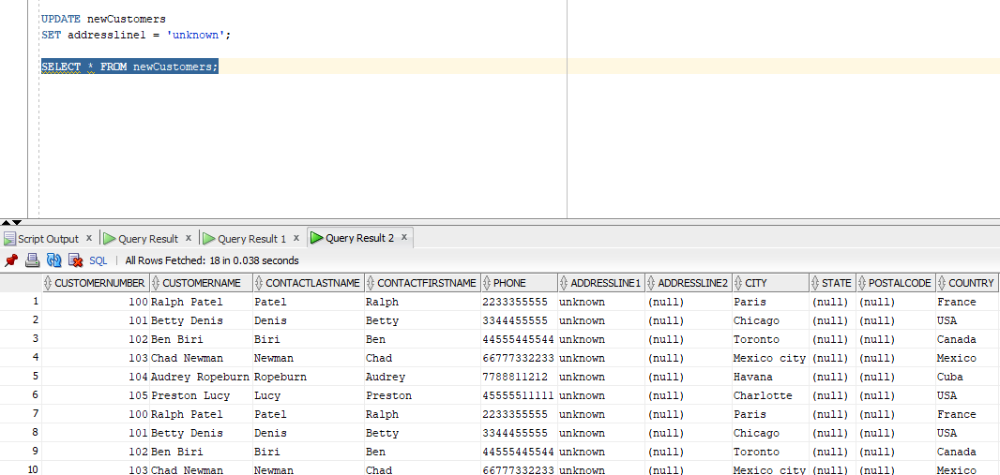 UPDATE newCustomers
SET addressline1 = 'unknown';
SELECT * FROM newCustomers;
Script Output x Query Result x Query Result 1 x Query Result 2 x
SQL | All Rows Fetched: 18 in 0.038 seconds
CUSTOMERNUMBER CUSTOMERNAME CONTACTLASTNAME CONTACTFIRSTNAME PHONE ADDRESSLINE1 ADDRESSLINE2 CITY STATE POSTALCODE COUNTRY
1 100 Ralph Patel Patel Ralph 2233355555 unknown (null) Paris (null) (null) France
2 101 Betty Denis Denis Betty 3344455555 unknown (null) Chicago (null) (null) USA
3 102 Ben Biri Biri Ben 44555445544 unknown (null) Toronto (null) (null) Canada
4 103 Chad Newman Newman Chad 66777332233 unknown (null) Mexico city (null) (null) Mexico
5 104 Audrey Ropeburn Ropeburn Audrey 7788811212 unknown (null) Havana (null) (null) Cuba
6 105 Preston Lucy Lucy Preston 45555511111 unknown (null) Charlotte (null) (null) USA
7 100 Ralph Patel Patel Ralph 2233355555 unknown (null) Paris (null) (null) France
8 101 Betty Denis Denis Betty 3344455555 unknown (null) Chicago (null) (null) USA
9 102 Ben Biri Biri Ben 44555445544 unknown (null) Toronto (null) (null) Canada
10 103 Chad Newman Newman Chad 66777332233 unknown (null) Mexico city (null) (null) Mexico